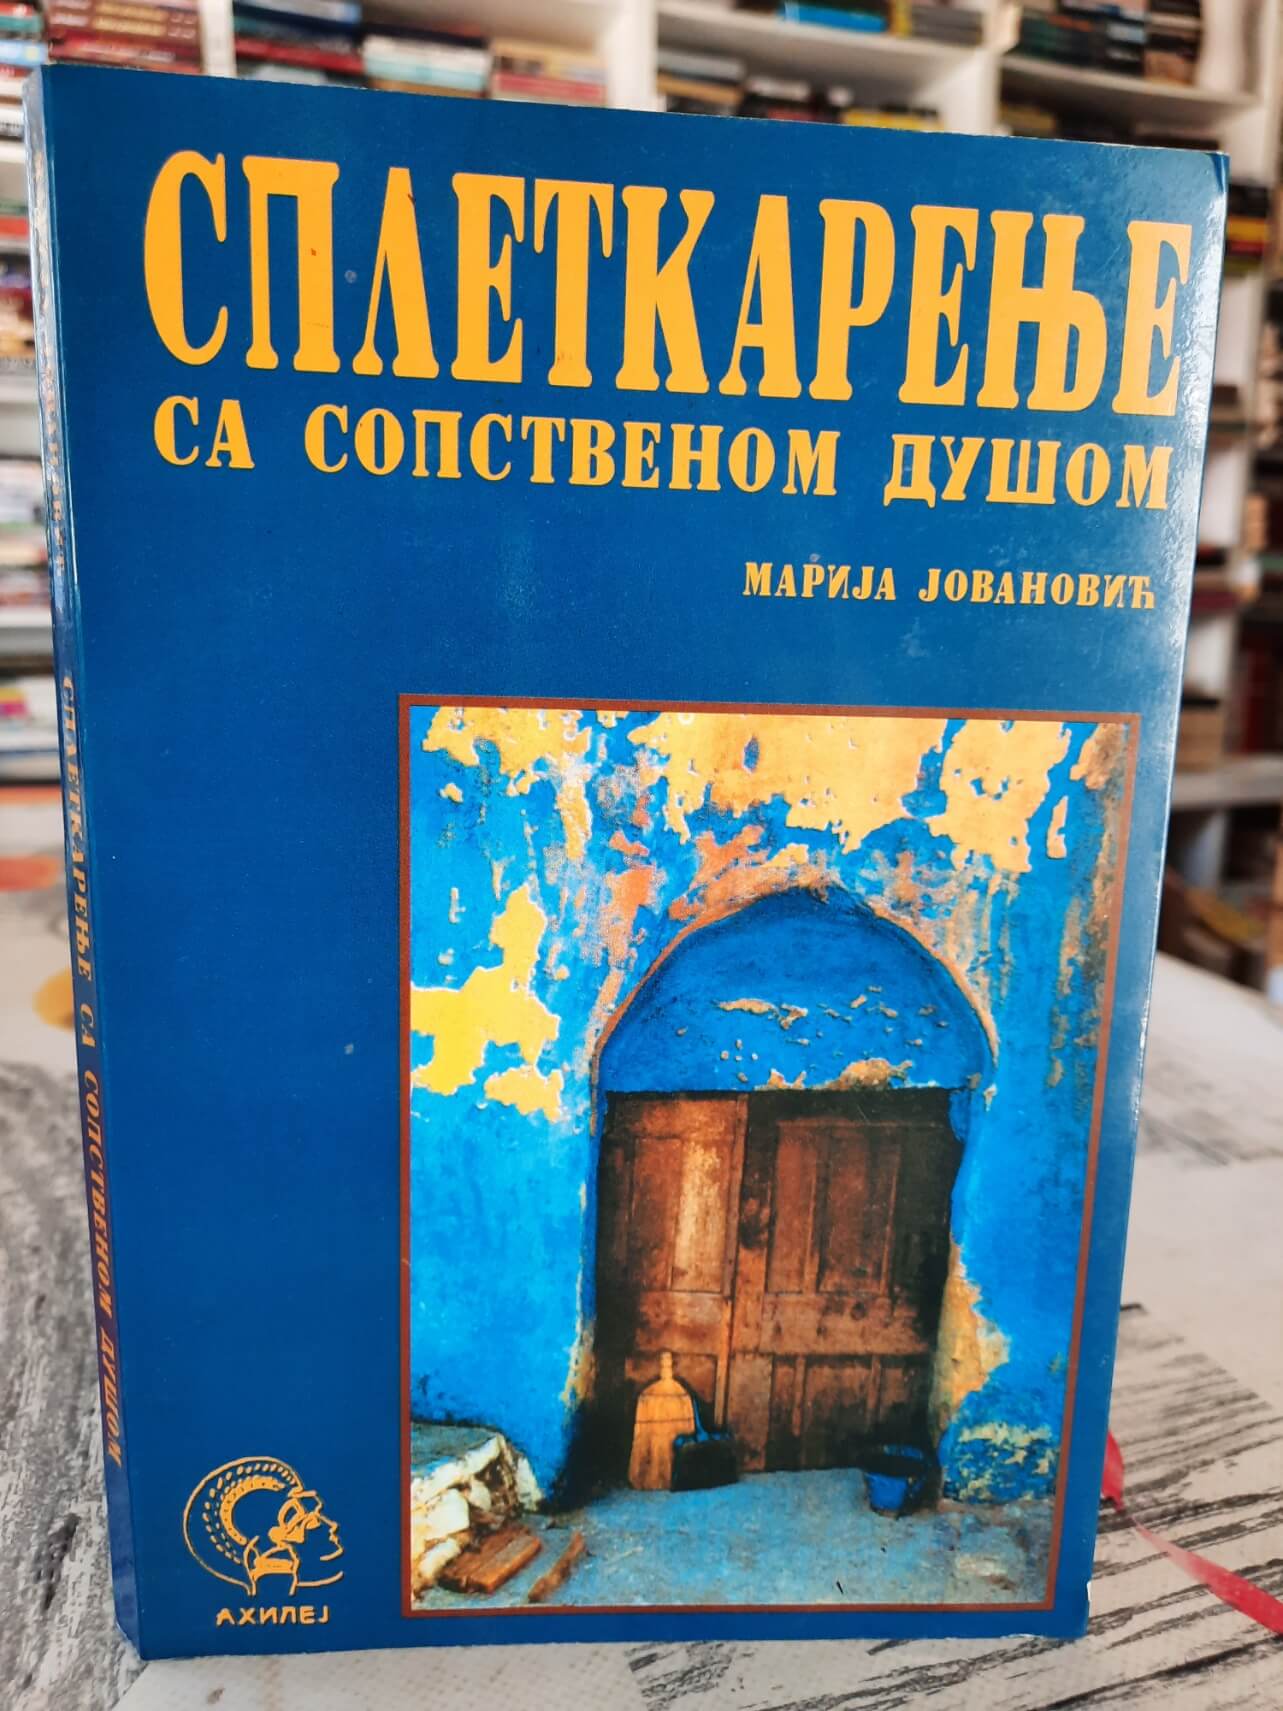 СПЛЕТКАРЕЊЕ
СА СОПСТВЕНОМ ДУШОМ
МАРИЈА ЈОВАНОВИЋ
АХИЛЕЈ
СПЛЕТКАРЕЊЕ СА СОПСТВЕНОМ ДУШОМ